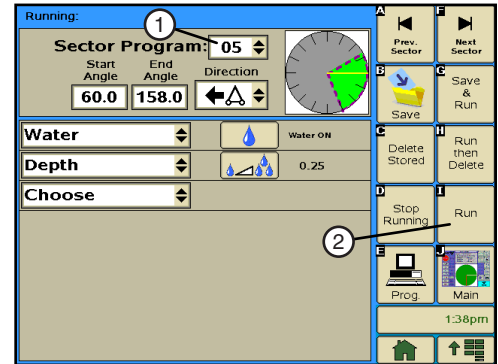 Running:
1
Sector Program: 05
Start Angle
End Angle
Direction
60.0
158.0
Water
Water ON
Depth
0.25
Choose
A
Prev. Sector
F
Next Sector
B
Save
G
Save & Run
C
Delete Stored
H
Run then Delete
D
Stop Running
I
Run
2
E
Prog.
J
Main
1:38pm